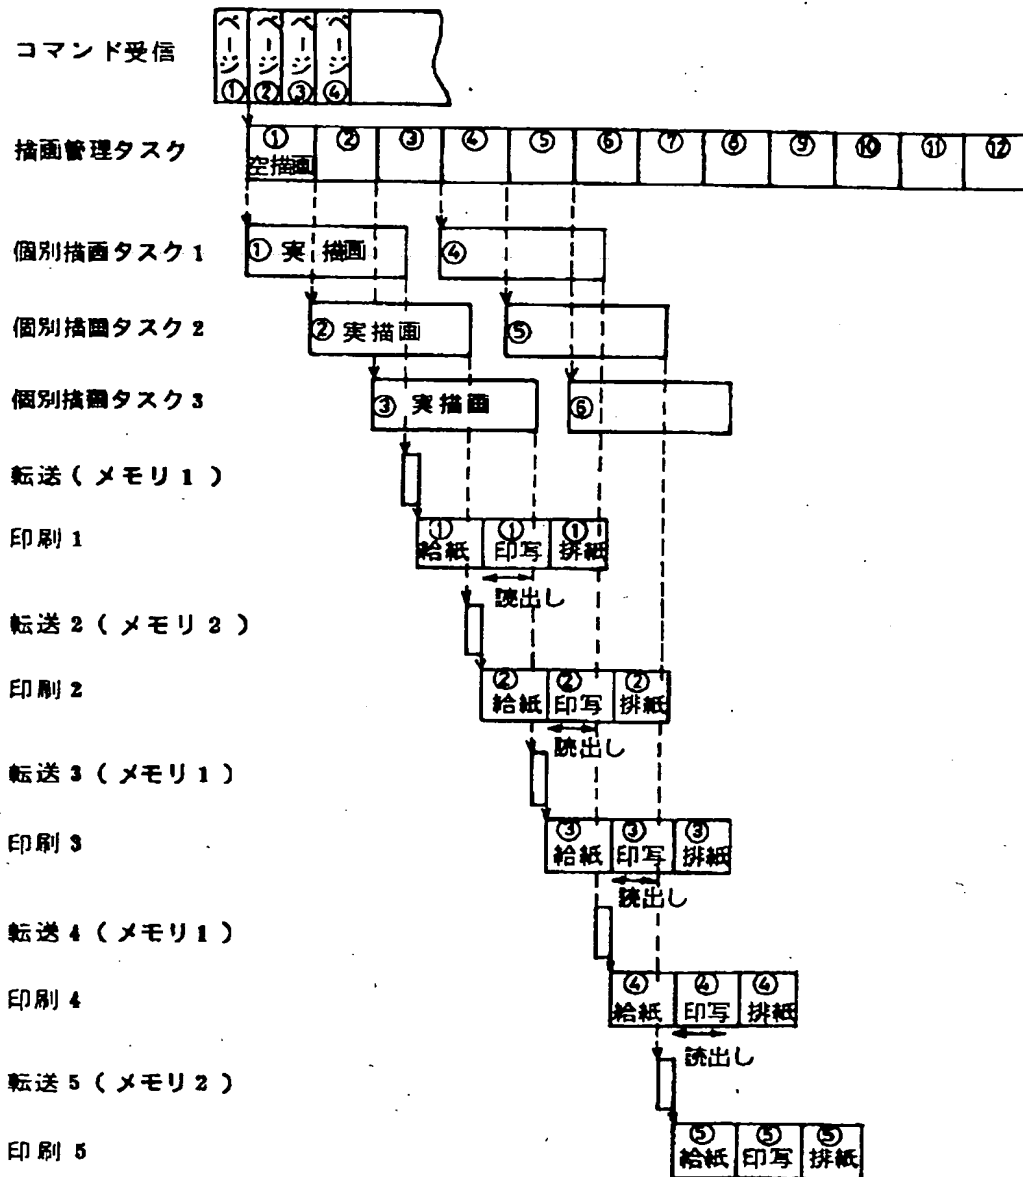 コマンド受信
ページ① ページ② ページ③ ページ④
描画管理タスク
① ② ③ ④ ⑤ ⑥ ⑦ ⑧ ⑨ ⑩ ⑪ ⑫
空描画
個別描画タスク1
① 実描画 ④
個別描画タスク2
② 実描画 ⑤
個別描画タスク3
③ 実描画 ⑥
転送(メモリ1)
印刷1
① ① ①
給紙 印写 排紙
読出し
転送2(メモリ2)
印刷2
② ② ②
給紙 印写 排紙
読出し
転送3(メモリ1)
印刷3
③ ③ ③
給紙 印写 排紙
読出し
転送4(メモリ1)
印刷4
④ ④ ④
給紙 印写 排紙
読出し
転送5(メモリ2)
印刷5
⑤ ⑤ ⑤
給紙 印写 排紙